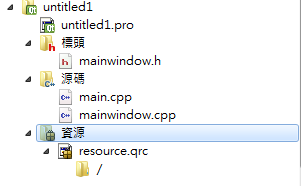 untitled1
untitled1.pro
標頭
mainwindow.h
源碼
main.cpp
mainwindow.cpp
資源
resource.qrc
/